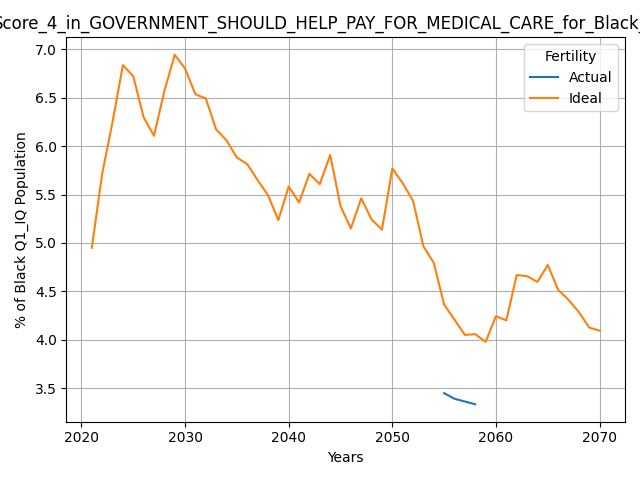 Score_4_in_GOVERNMENT_SHOULD_HELP_PAY_FOR_MEDICAL_CARE_for_Black_
Fertility
Actual
Ideal
7.0
6.5
6.0
5.5
5.0
4.5
4.0
3.5
% of Black Q1_IQ Population
2020
2030
2040
2050
2060
2070
Years